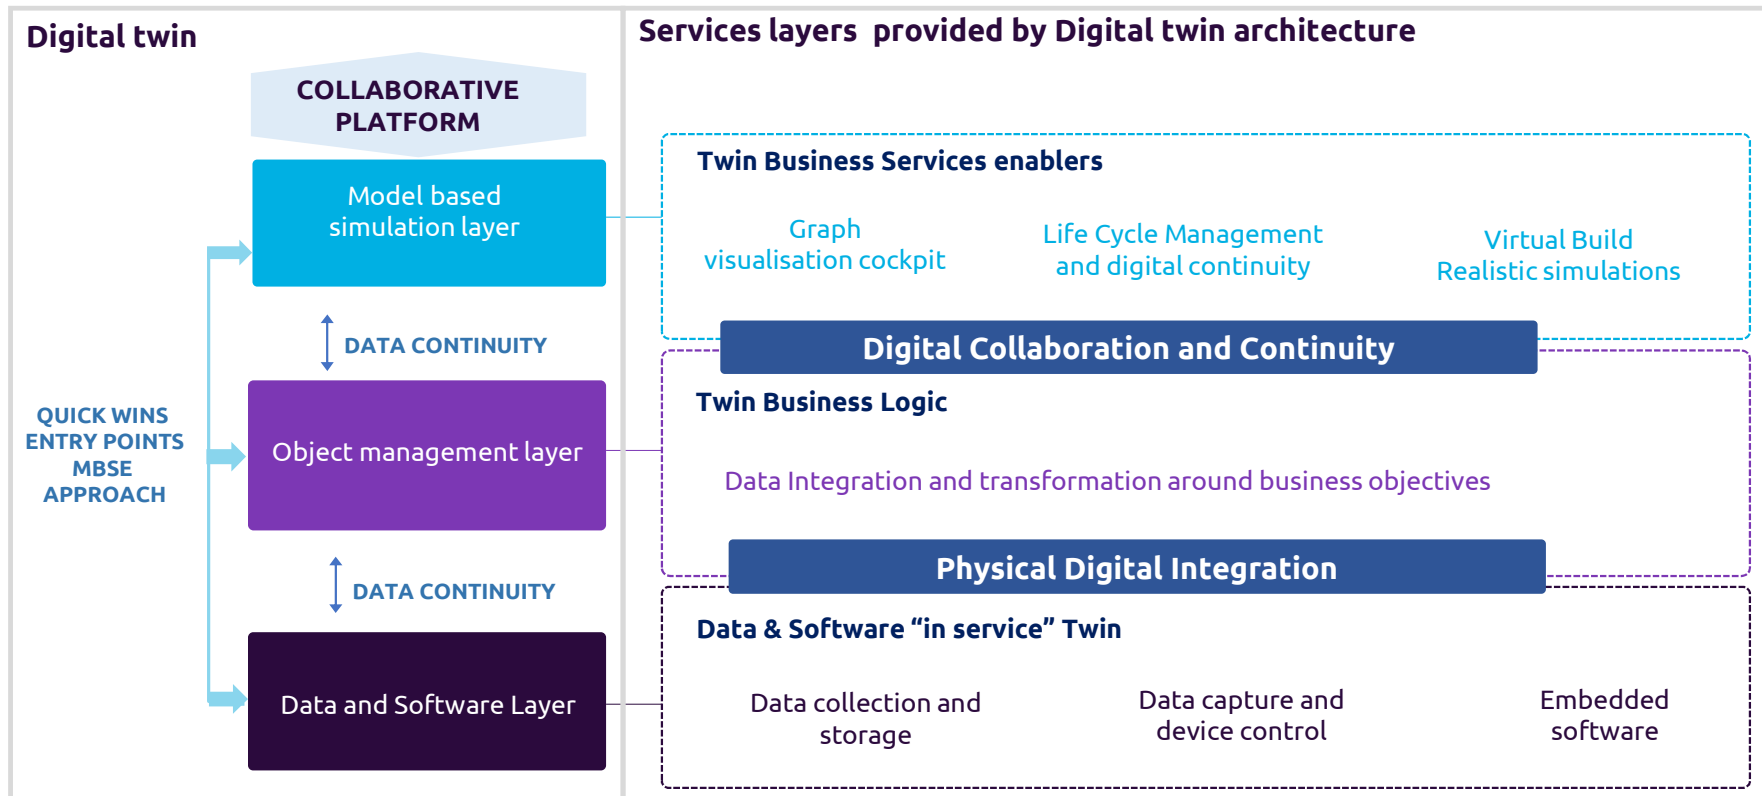 Digital twin
COLLABORATIVE
PLATFORM
Model based
simulation layer
DATA CONTINUITY
QUICK WINS
ENTRY POINTS
MBSE
APPROACH
Object management layer
DATA CONTINUITY
Data and Software Layer
Services layers provided by Digital twin architecture
Twin Business Services enablers
Graph
visualisation cockpit
Life Cycle Management
and digital continuity
Virtual Build
Realistic simulations
Digital Collaboration and Continuity
Twin Business Logic
Data Integration and transformation around business objectives
Physical Digital Integration
Data & Software “in service” Twin
Data collection and
storage
Data capture and
device control
Embedded
software